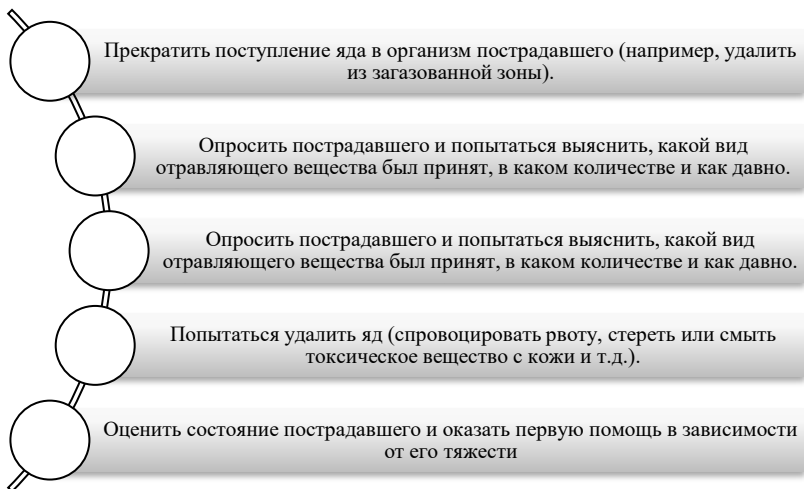 Прекратить поступление яда в организм пострадавшего (например, удалить
из загазованной зоны).
Опросить пострадавшего и попытаться выяснить, какой вид
отравляющего вещества был принят, в каком количестве и как давно.
Опросить пострадавшего и попытаться выяснить, какой вид
отравляющего вещества был принят, в каком количестве и как давно.
Попытаться удалить яд (спровоцировать рвоту, стереть или смыть
токсическое вещество с кожи и т.д.).
Оценить состояние пострадавшего и оказать первую помощь в зависимости
от его тяжести